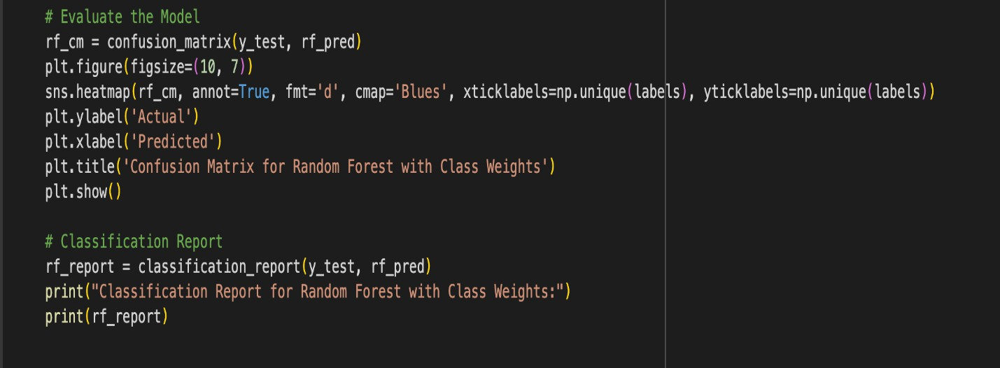 # Evaluate the Model
rf_cm = confusion_matrix(y_test, rf_pred)
plt.figure(figsize=(10, 7))
sns.heatmap(rf_cm, annot=True, fmt='d', cmap='Blues', xticklabels=np.unique(labels), yticklabels=np.unique(labels))
plt.ylabel('Actual')
plt.xlabel('Predicted')
plt.title('Confusion Matrix for Random Forest with Class Weights')
plt.show()
# Classification Report
rf_report = classification_report(y_test, rf_pred)
print("Classification Report for Random Forest with Class Weights:")
print(rf_report)